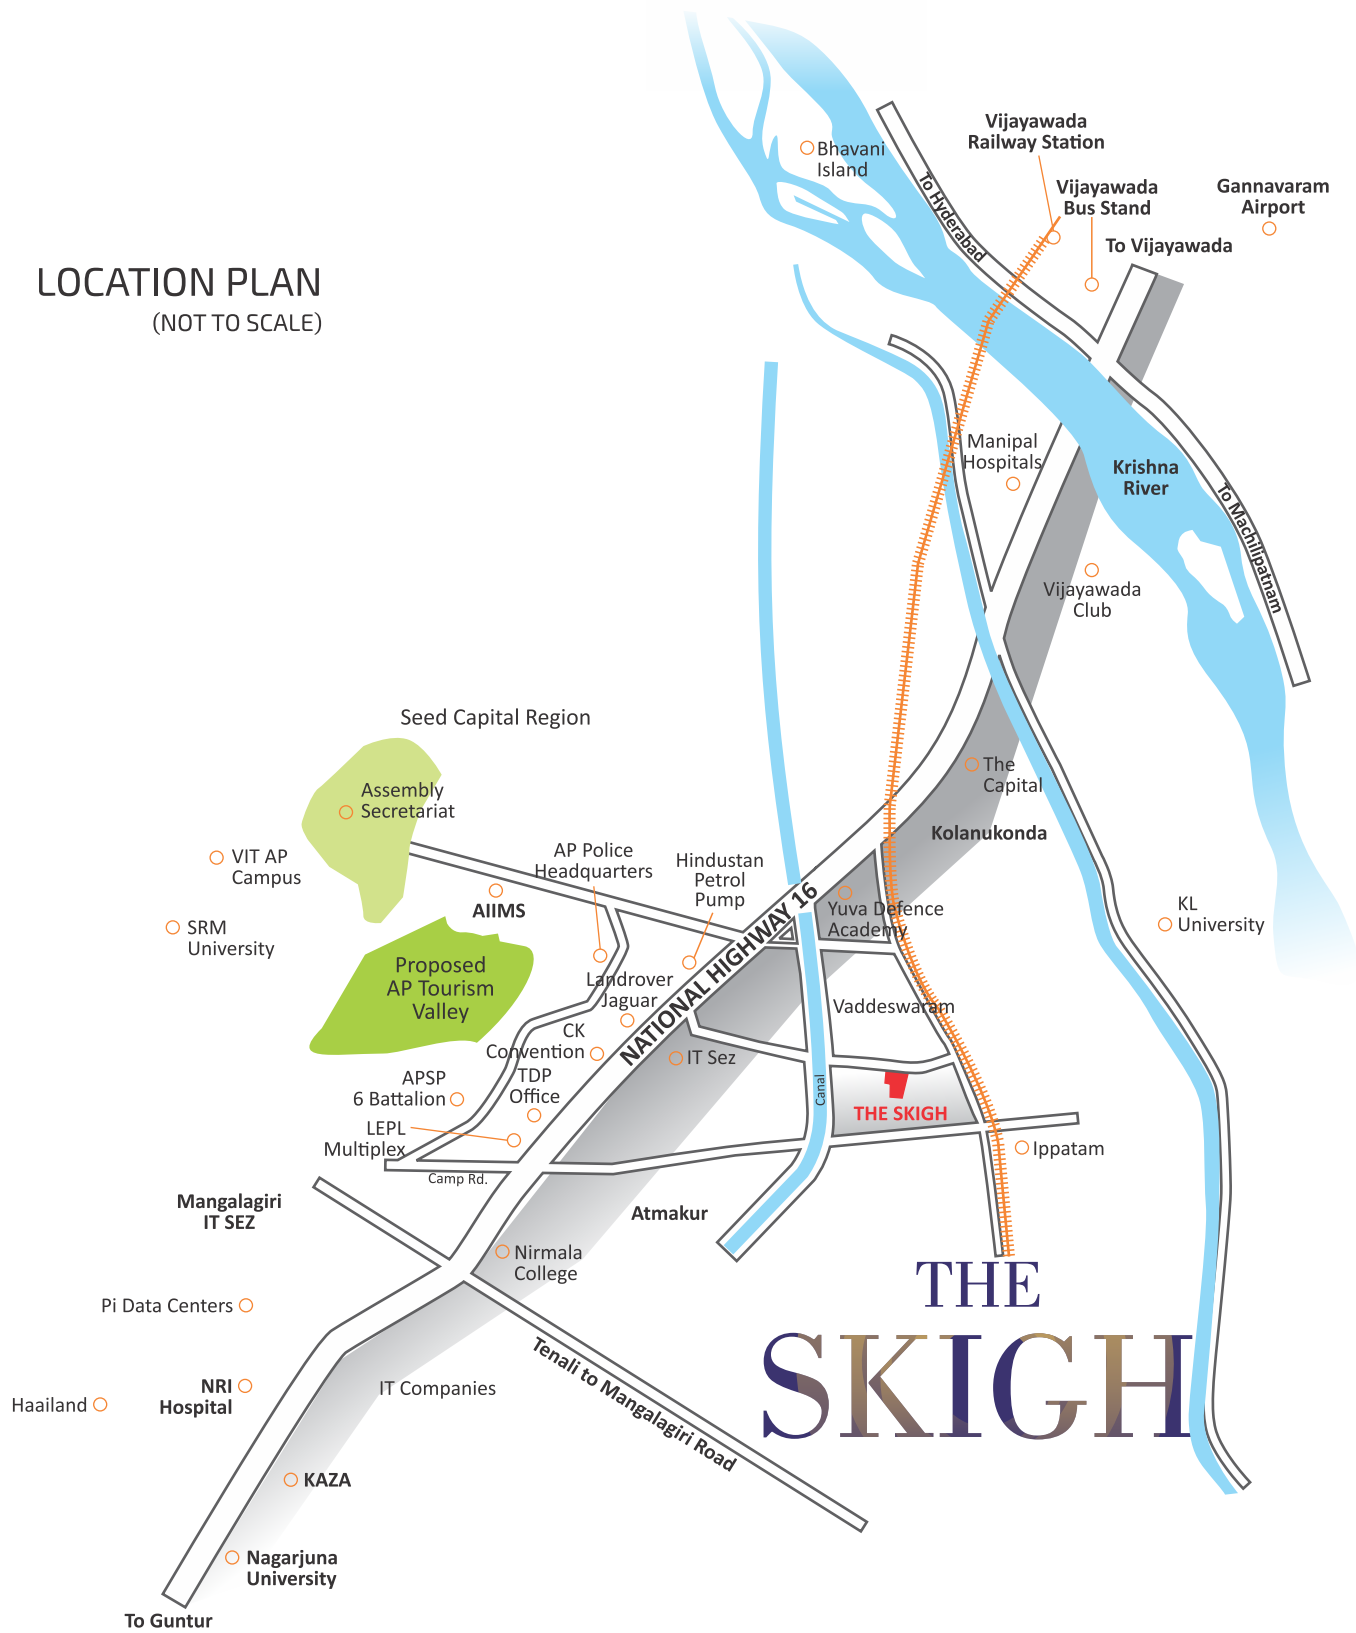 Vijayawada
Railway Station
Bhavani
Island
To Hyderabad
Vijayawada
Bus Stand
Gannavaram
Airport
To Vijayawada
LOCATION PLAN
(NOT TO SCALE)
Manipal
Hospitals
Krishna
River
To Machilipatnam
Vijayawada
Club
Seed Capital Region
The
Capital
Assembly
Secretariat
Kolanukonda
VIT AP
Campus
AP Police
Headquarters
Hindustan
Petrol
Pump
NATIONAL HIGHWAY 16
AIIMS
Yuva Defence
Academy
KL
University
SRM
University
Proposed
AP Tourism
Valley
Landrover
Jaguar
Vaddeswaram
CK
Convention
IT Sez
TDP
Office
APSP
6 Battalion
Canal
THE SKIGH
LEPL
Multiplex
Ippatam
Camp Rd.
Mangalagiri
IT SEZ
Atmakur
Nirmala
College
THE
SKIGH
Pi Data Centers
Tenali to Mangalagiri Road
IT Companies
NRI
Hospital
Haailand
KAZA
Nagarjuna
University
To Guntur